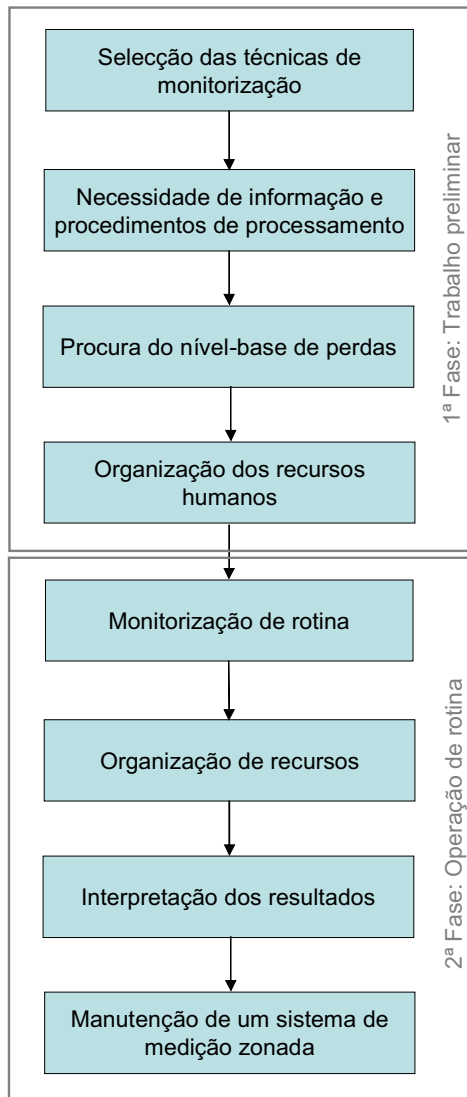 Selecção das técnicas de
monitorização
Necessidade de informação e
procedimentos de processamento
Procura do nível-base de perdas
Organização dos recursos
humanos
1ª Fase: Trabalho preliminar
Monitorização de rotina
Organização de recursos
Interpretação dos resultados
Manutenção de um sistema de
medição zonada
2ª Fase: Operação de rotina